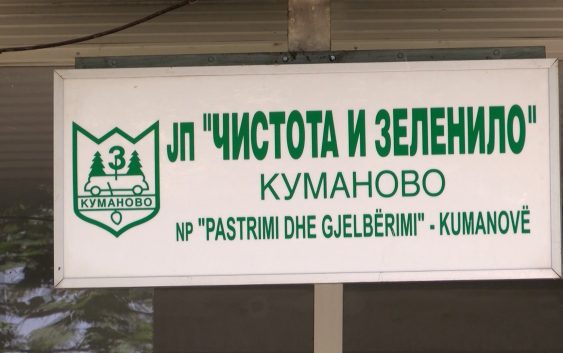 З
КУМАНОВО
ЈП "ЧИСТОТА И ЗЕЛЕНИЛО"
КУМАНОВО
NP "PASTRIMI DHE GJELBËRIMI" - KUMANOVË